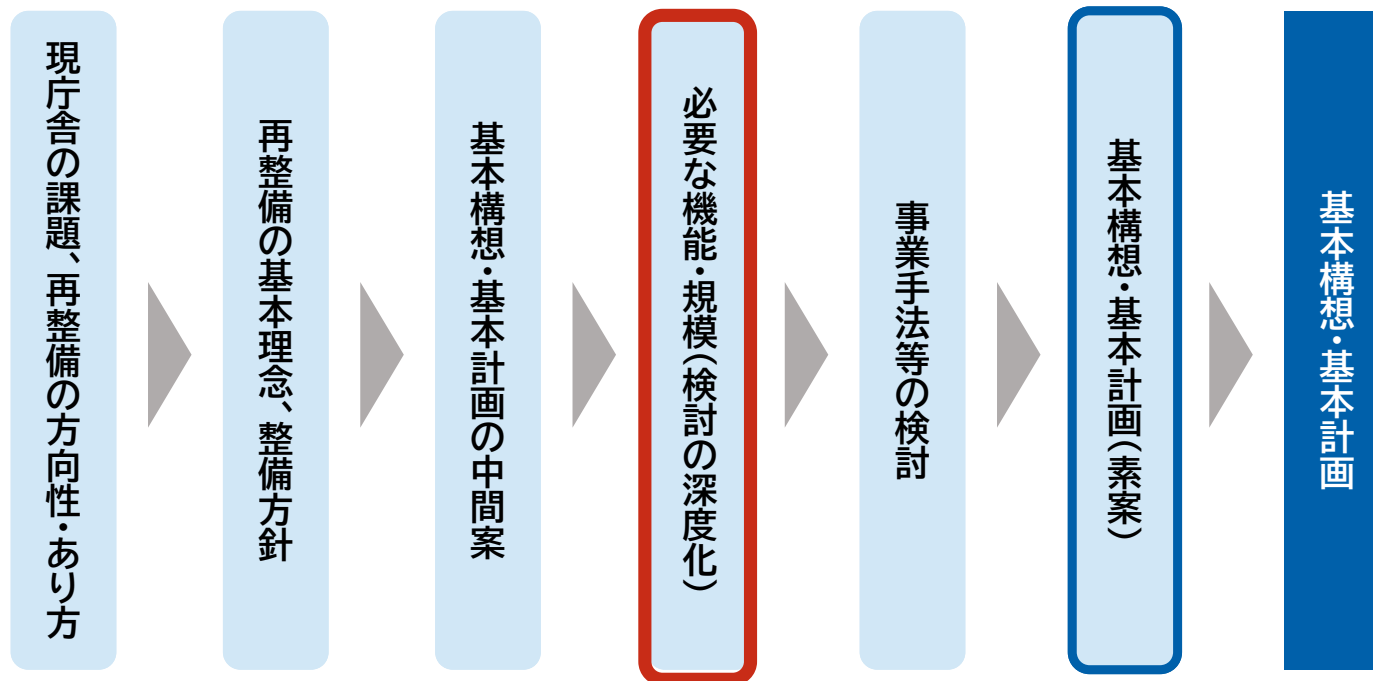 現庁舎の課題、再整備の方向性・あり方
再整備の基本理念、整備方針
基本構想・基本計画の中間案
必要な機能・規模(検討の深度化)
事業手法等の検討
基本構想・基本計画(素案)
基本構想・基本計画